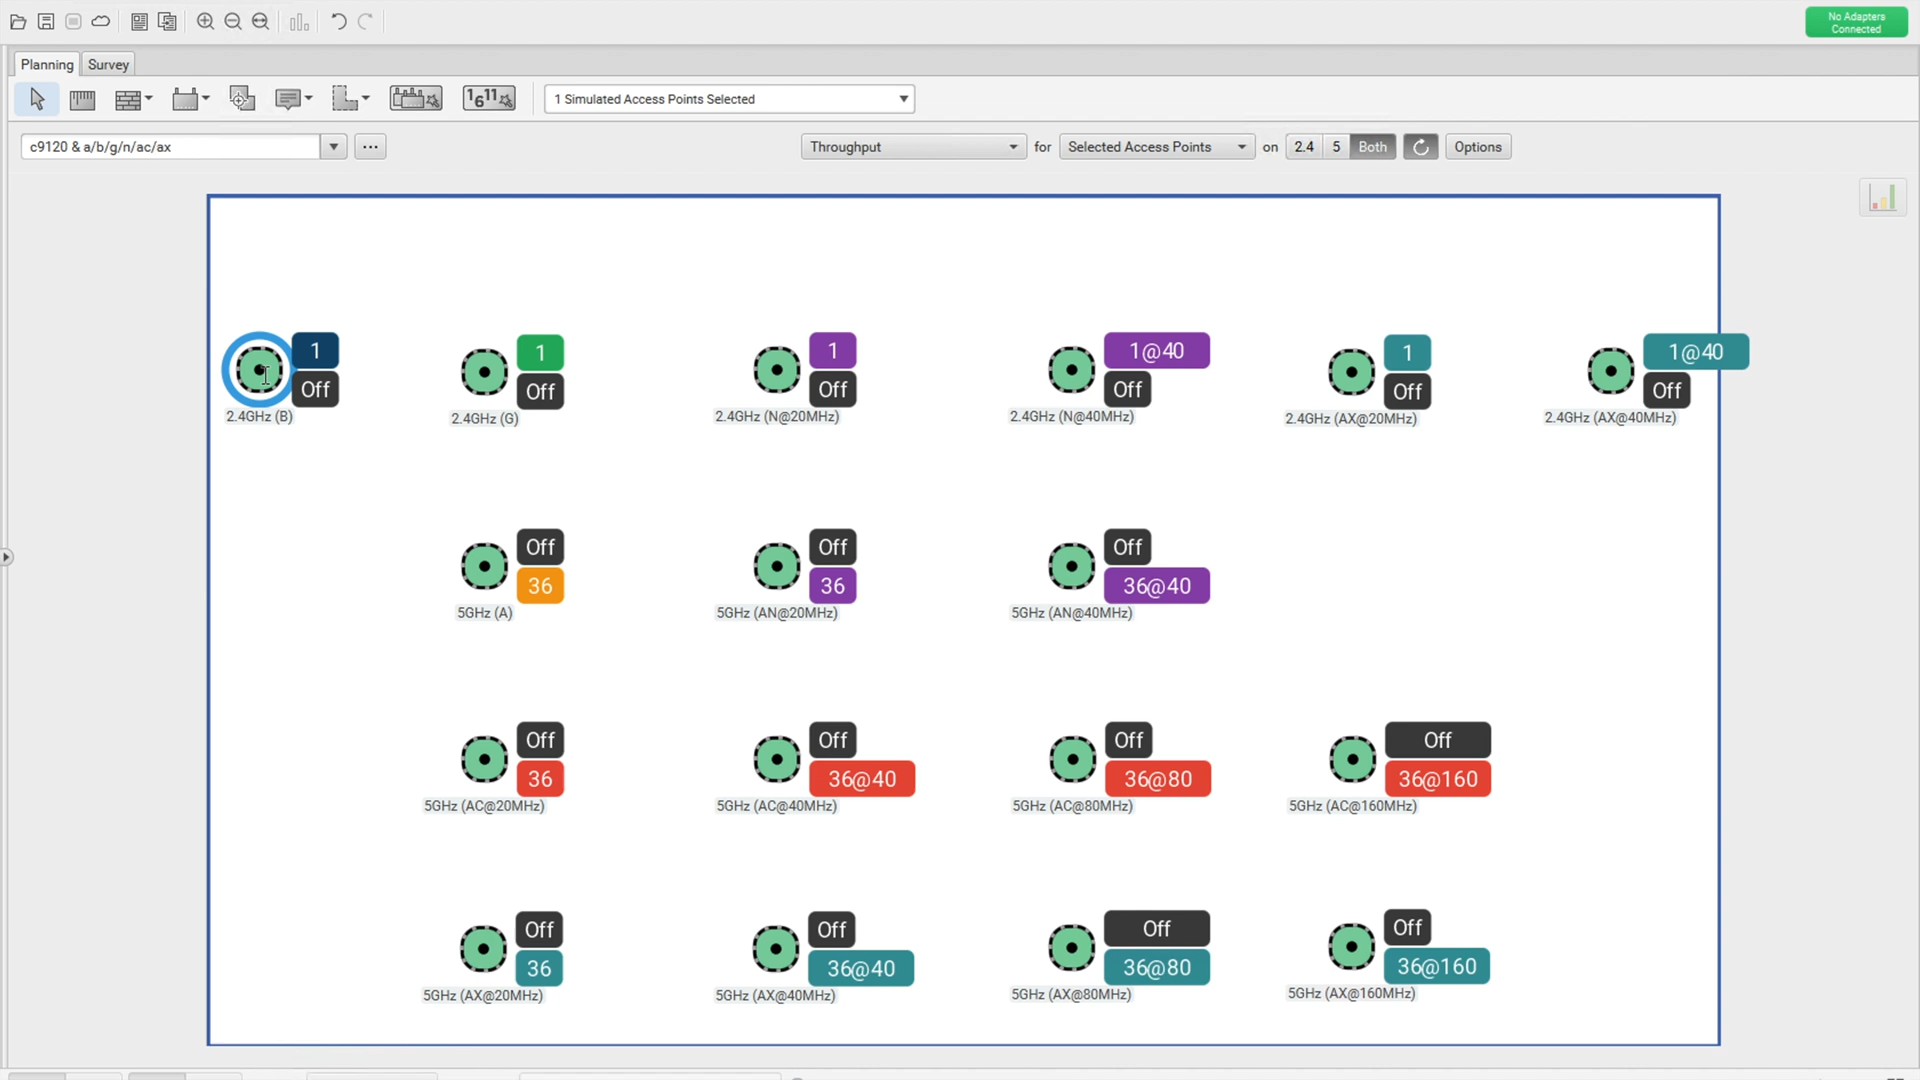 No Adapters
Connected
Planning
Survey
1 Simulated Access Points Selected
c9120 & a/b/g/n/ac/ax
...
Throughput
for
Selected Access Points
on
2.4
5
Both
Options
1
Off
2.4GHz (B)
1
Off
2.4GHz (G)
1
Off
2.4GHz (N@20MHz)
1@40
Off
2.4GHz (N@40MHz)
1
Off
2.4GHz (AX@20MHz)
1@40
Off
2.4GHz (AX@40MHz)
Off
36
5GHz (A)
Off
36
5GHz (AN@20MHz)
Off
36@40
5GHz (AN@40MHz)
Off
36
5GHz (AC@20MHz)
Off
36@40
5GHz (AC@40MHz)
Off
36@80
5GHz (AC@80MHz)
Off
36@160
5GHz (AC@160MHz)
Off
36
5GHz (AX@20MHz)
Off
36@40
5GHz (AX@40MHz)
Off
36@80
5GHz (AX@80MHz)
Off
36@160
5GHz (AX@160MHz)